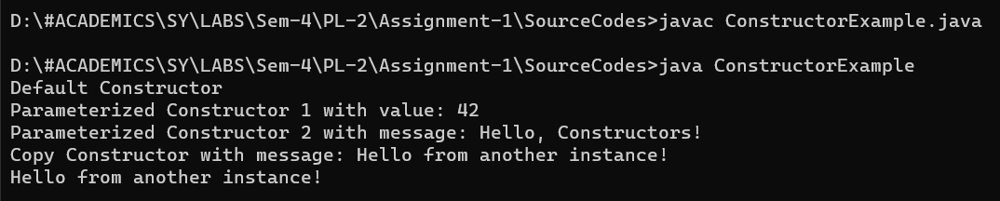 D:\#ACADEMICS\SY\LABS\Sem-4\PL-2\Assignment-1\SourceCodes>javac ConstructorExample.java
D:\#ACADEMICS\SY\LABS\Sem-4\PL-2\Assignment-1\SourceCodes>java ConstructorExample
Default Constructor
Parameterized Constructor 1 with value: 42
Parameterized Constructor 2 with message: Hello, Constructors!
Copy Constructor with message: Hello from another instance!
Hello from another instance!